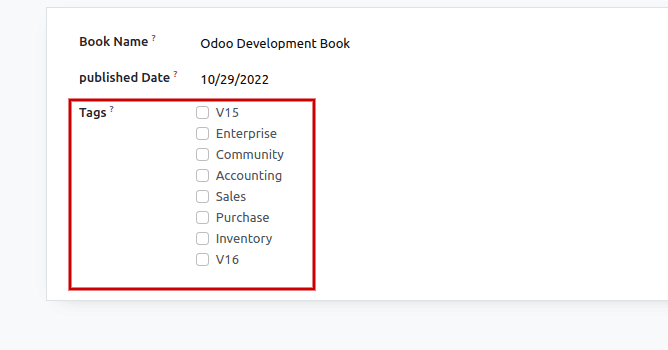 Book Name ? Odoo Development Book
published Date ? 10/29/2022
Tags ? V15
Enterprise
Community
Accounting
Sales
Purchase
Inventory
V16